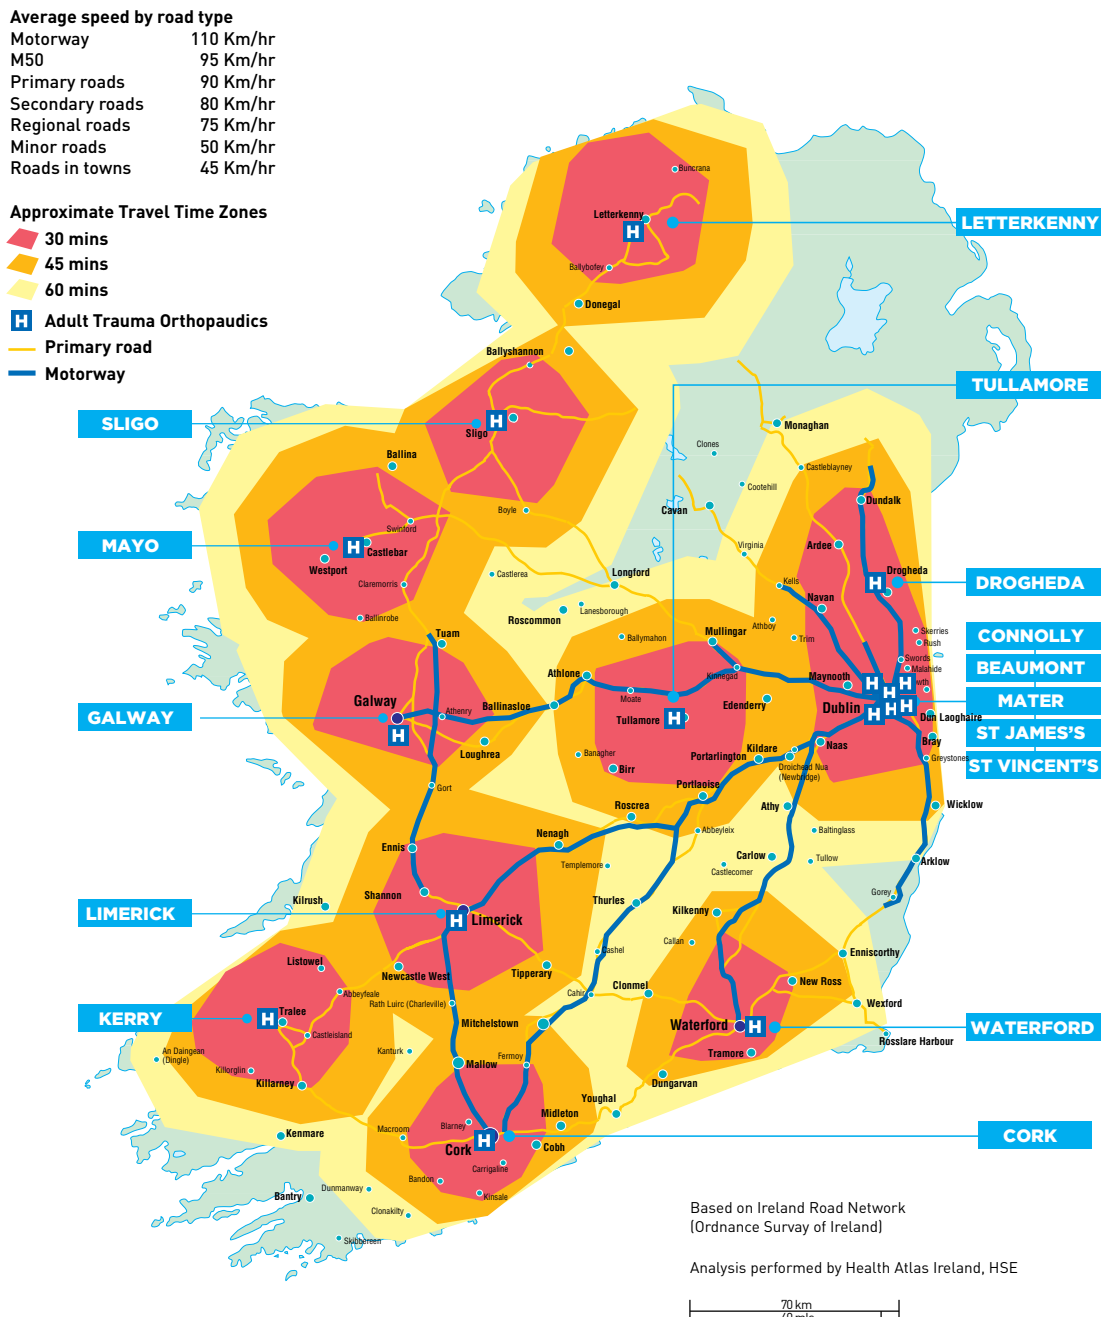 Average speed by road type
Motorway 110 Km/hr
M50 95 Km/hr
Primary roads 90 Km/hr
Secondary roads 80 Km/hr
Regional roads 75 Km/hr
Minor roads 50 Km/hr
Roads in towns 45 Km/hr
Approximate Travel Time Zones
30 mins
45 mins
60 mins
H Adult Trauma Orthopaudics
Primary road
Motorway
Buncrana
Letterkenny
H
LETTERKENNY
Ballybofey
Donegal
Ballyshannon
TULLAMORE
SLIGO
H
Sligo
Monaghan
Clones
Ballina
Castleblayney
Cootehill
Dundalk
Boyle
Cavan
Swinford
MAYO
H
Castlebar
Ardee
Virginia
Westport
Castlerea
Longford
Drogheda
H
DROGHEDA
Claremorris
Kells
Navan
Lanesborough
Roscommon
Ballinrobe
Athboy
Skerries
CONNOLLY
Tuam
Ballymahon
Mullingar
Trim
Rush
Swords
BEAUMONT
Malahide
Athlone
Kinnegad
Maynooth
H
H
wth
H
Galway
Moate
MATER
Ballinasloe
Edenderry
Dublin
H
H
H
GALWAY
Athenry
Tullamore
H
Dun Laoghaire
H
ST JAMES'S
Loughrea
Banagher
Kildare
Naas
Bray
Portarlington
Greystones
Birr
Droichead Nua
(Newbridge)
ST VINCENT'S
Gort
Portlaoise
Roscrea
Athy
Wicklow
Nenagh
Abbeyleix
Baltinglass
Ennis
Carlow
Tullow
Arklow
Templemore
Castlecomer
Shannon
Gorey
Kilrush
Thurles
LIMERICK
H
Limerick
Kilkenny
Callan
Cashel
Enniscorthy
Listowel
Newcastle West
Tipperary
New Ross
Clonmel
Abbeyfeale
Cahir
Rath Luirc (Charleville)
Wexford
KERRY
H
Tralee
Mitchelstown
Waterford
H
WATERFORD
Castleisland
Rosslare Harbour
An Daingean
(Dingle)
Kanturk
Fermoy
Tramore
Mallow
Killorglin
Killarney
Dungarvan
Youghal
Midleton
Blarney
Macroom
Kenmare
H
CORK
Cork
Cobh
Carrigaline
Bandon
Dunmanway
Bantry
Kinsale
Clonakilty
Skibbereen
Based on Ireland Road Network
(Ordnance Survay of Ireland)
Analysis performed by Health Atlas Ireland, HSE
70 km